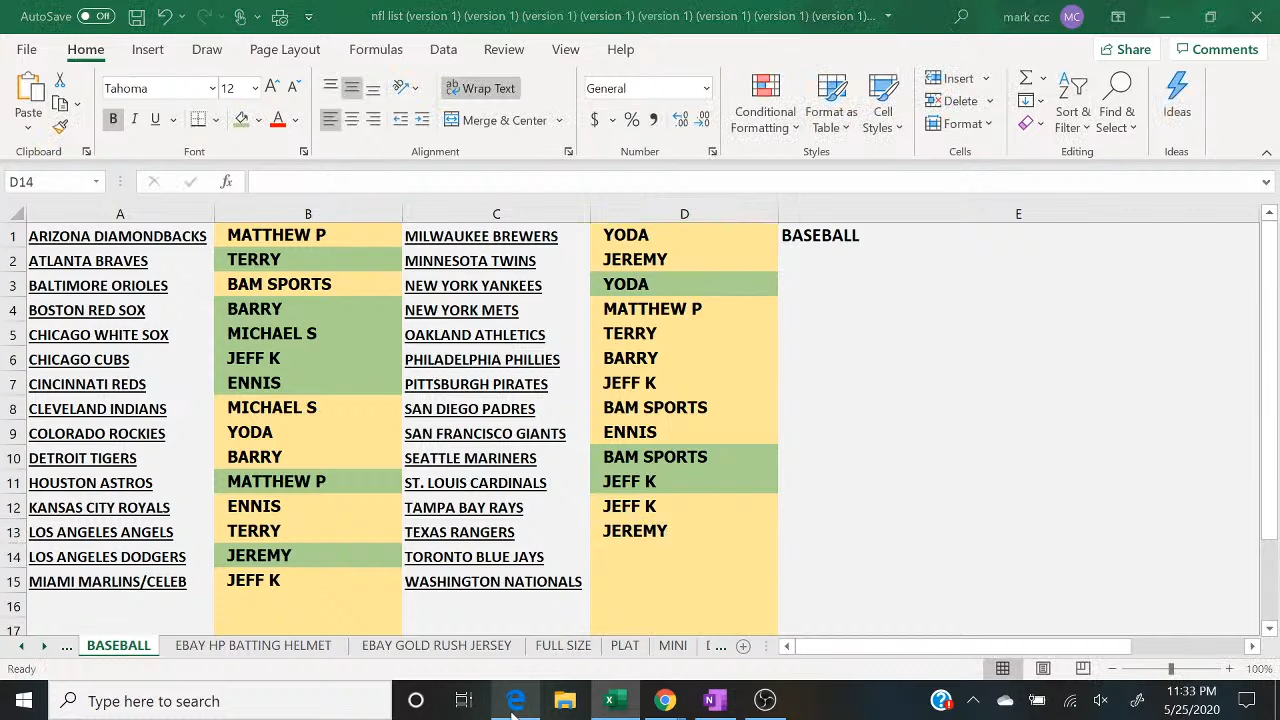 AutoSave Off nfl list (version 1) (version 1) (version 1) (version 1) (version 1) (version 1) (version 1)... mark ccc MC
File Home Insert Draw Page Layout Formulas Data Review View Help Share Comments
Tahoma 12 Wrap Text General Insert
Paste B I U Merge & Center $ % Conditional Formatting Format as Table Cell Styles Delete Format Sort & Filter Find & Select Ideas
Clipboard Font Alignment Number Styles Cells Editing Ideas
D14 fx
A B C D E
1 ARIZONA DIAMONDBACKS MATTHEW P MILWAUKEE BREWERS YODA BASEBALL
2 ATLANTA BRAVES TERRY MINNESOTA TWINS JEREMY
3 BALTIMORE ORIOLES BAM SPORTS NEW YORK YANKEES YODA
4 BOSTON RED SOX BARRY NEW YORK METS MATTHEW P
5 CHICAGO WHITE SOX MICHAEL S OAKLAND ATHLETICS TERRY
6 CHICAGO CUBS JEFF K PHILADELPHIA PHILLIES BARRY
7 CINCINNATI REDS ENNIS PITTSBURGH PIRATES JEFF K
8 CLEVELAND INDIANS MICHAEL S SAN DIEGO PADRES BAM SPORTS
9 COLORADO ROCKIES YODA SAN FRANCISCO GIANTS ENNIS
10 DETROIT TIGERS BARRY SEATTLE MARINERS BAM SPORTS
11 HOUSTON ASTROS MATTHEW P ST. LOUIS CARDINALS JEFF K
12 KANSAS CITY ROYALS ENNIS TAMPA BAY RAYS JEFF K
13 LOS ANGELES ANGELS TERRY TEXAS RANGERS JEREMY
14 LOS ANGELES DODGERS JEREMY TORONTO BLUE JAYS
15 MIAMI MARLINS/CELEB JEFF K WASHINGTON NATIONALS
16
17
... BASEBALL EBAY HP BATTING HELMET EBAY GOLD RUSH JERSEY FULL SIZE PLAT MINI ...
Ready 100%
Type here to search 11:33 PM
5/25/2020